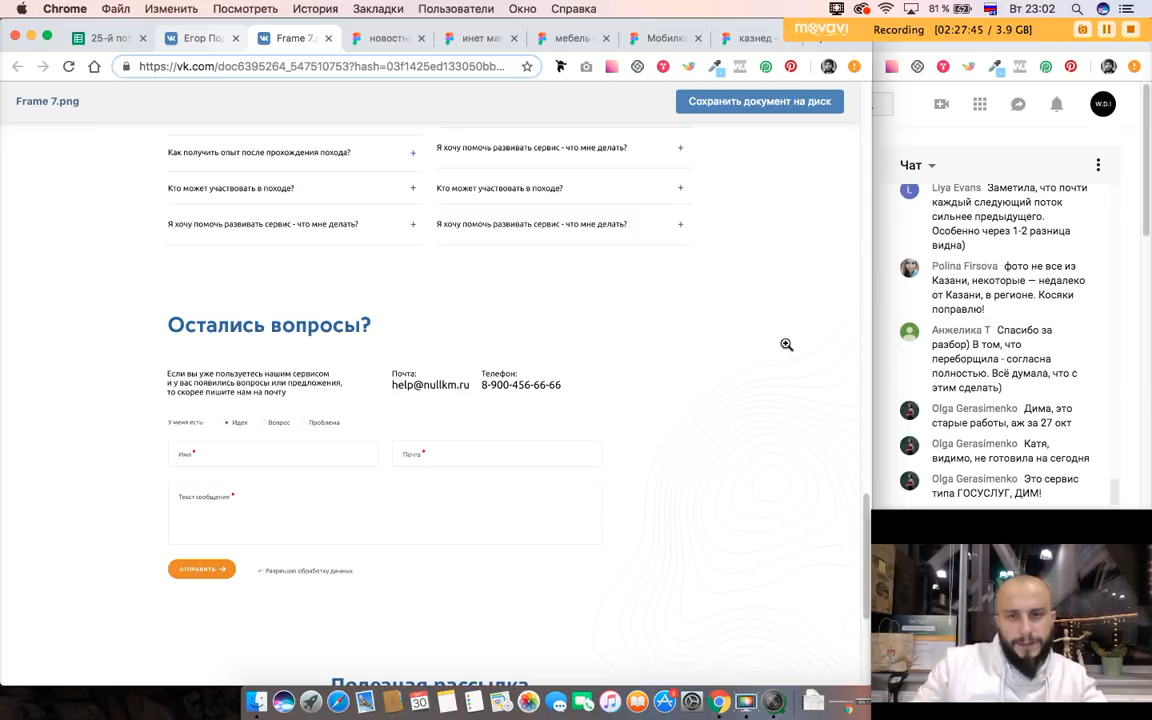 Chrome Файл Изменить Посмотреть История Закладки Пользователи Окно Справка
81 % Вт 23:02
movavi Recording [02:27:45 / 3.9 GB]
25-й пот
Егор По
Frame 7.
новостн
инет маг
мебель-
Мобилк
казнед
https://vk.com/doc6395264_547510753?hash=03f1425ed133050bb...
Frame 7.png
Сохранить документ на диск
Как получить опыт после прохождения похода? +
Я хочу помочь развивать сервис - что мне делать? +
Кто может участвовать в походе? +
Кто может участвовать в походе? +
Я хочу помочь развивать сервис - что мне делать? +
Я хочу помочь развивать сервис - что мне делать? +
Остались вопросы?
Если вы уже пользуетесь нашим сервисом
и у вас появились вопросы или предложения,
то скорее пишите нам на почту
Почта:
help@nullkm.ru
Телефон:
8-900-456-66-66
У меня есть: Идея Вопрос Проблема
Имя*
Почта*
Текст сообщения*
ОТПРАВИТЬ →
Разрешаю обработку данных
Полезная рассылка
W.D.I
Чат
L
Liya Evans Заметила, что почти
каждый следующий поток
сильнее предыдущего.
Особенно через 1-2 разница
видна)
Polina Firsova фото не все из
Казани, некоторые — недалеко
от Казани, в регионе. Косяки
поправлю!
Анжелика Т Спасибо за
разбор) В том, что
переборщила - согласна
полностью. Всё думала, что с
этим сделать)
Olga Gerasimenko Дима, это
старые работы, аж за 27 окт
Olga Gerasimenko Катя,
видимо, не готовила на сегодня
Olga Gerasimenko Это сервис
типа ГОСУСЛУГ, ДИМ!
30
3